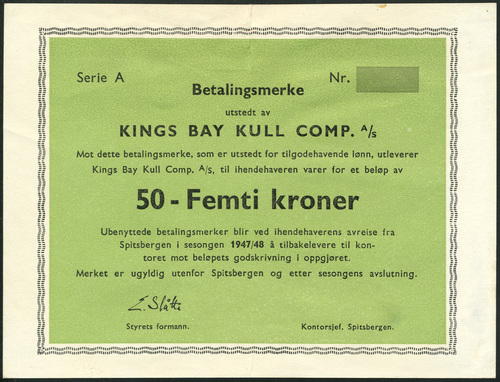 Serie A Nr.
Betalingsmerke
utstedt av
KINGS BAY KULL COMP. A/s
Mot dette betalingsmerke, som er utstedt for tilgodehavende lønn, utleverer
Kings Bay Kull Comp. A/s, til ihendehaveren varer for et beløp av
50 - Femti kroner
Ubenyttede betalingsmerker blir ved ihendehaverens avreise fra
Spitsbergen i sesongen 1947/48 å tilbakelevere til kon-
toret mot beløpets godskrivning i oppgjøret.
Merket er ugyldig utenfor Spitsbergen og etter sesongens avslutning.
Styrets formann. Kontorsjef, Spitsbergen.